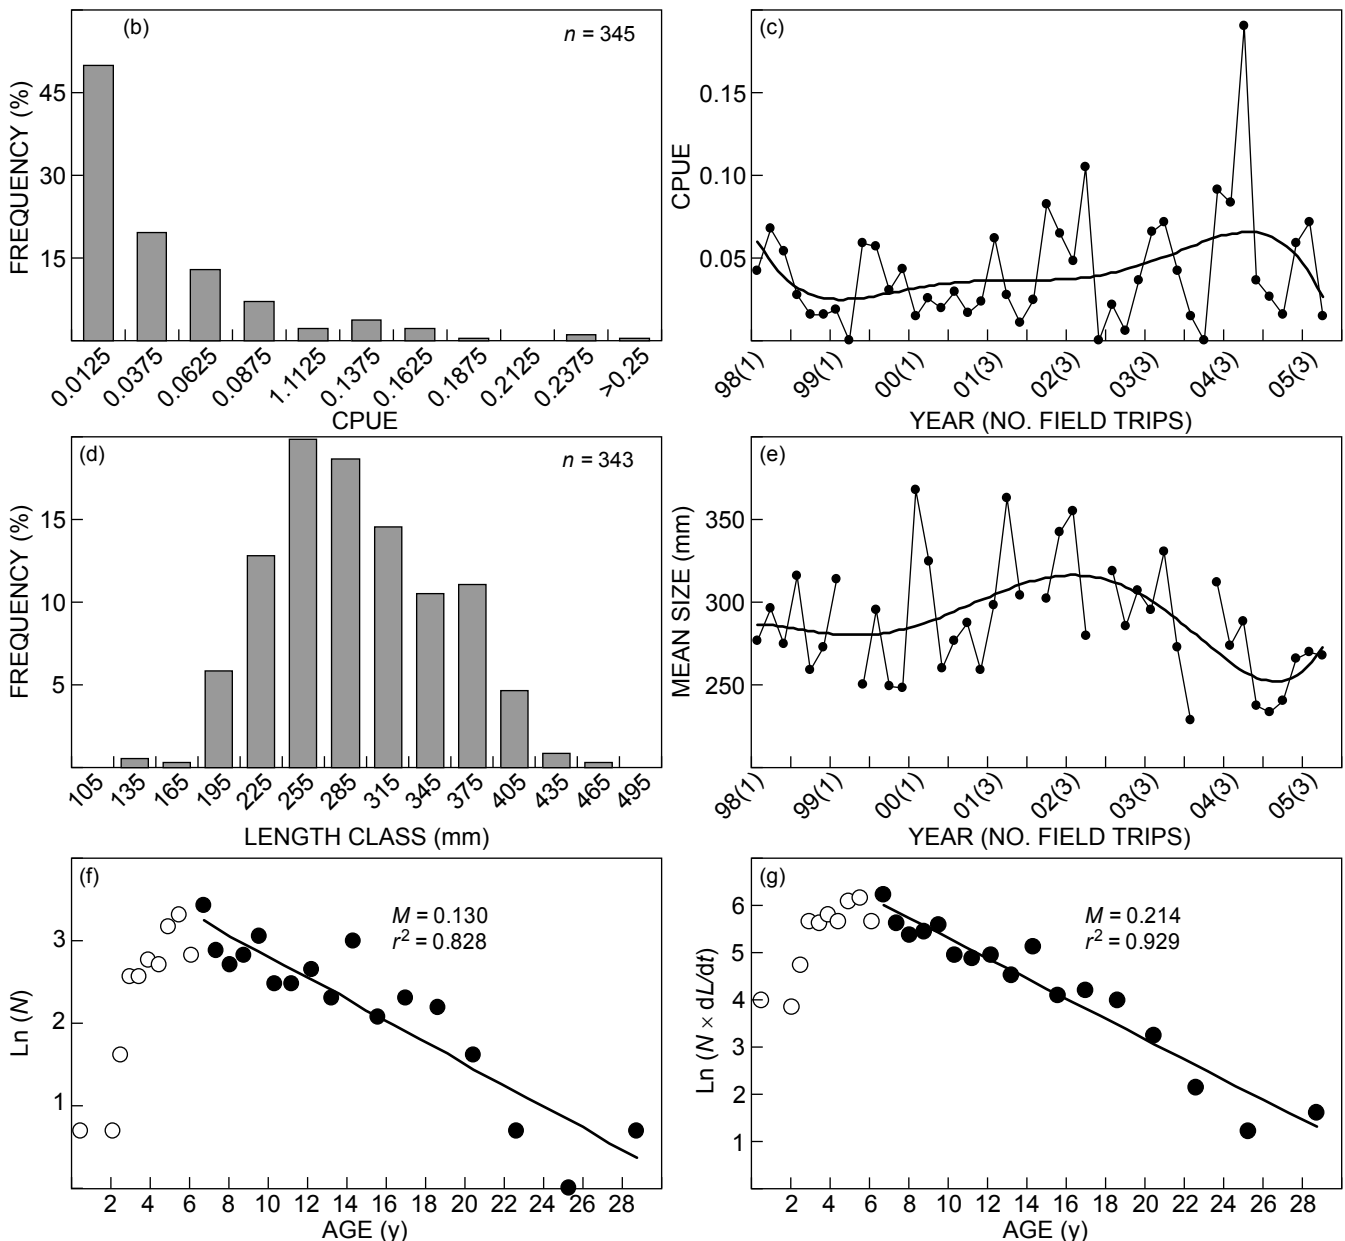 (b)
n = 345
FREQUENCY (%)
45
30
15
0.0125 0.0375 0.0625 0.0875 1.1125 0.1375 0.1625 0.1875 0.2125 0.2375 >0.25
CPUE
(c)
CPUE
0.15
0.10
0.05
98(1) 99(1) 00(1) 01(3) 02(3) 03(3) 04(3) 05(3)
YEAR (NO. FIELD TRIPS)
(d)
n = 343
FREQUENCY (%)
15
10
5
105 135 165 195 225 255 285 315 345 375 405 435 465 495
LENGTH CLASS (mm)
(e)
MEAN SIZE (mm)
350
300
250
98(1) 99(1) 00(1) 01(3) 02(3) 03(3) 04(3) 05(3)
YEAR (NO. FIELD TRIPS)
(f)
M = 0.130
r² = 0.828
Ln (N)
3
2
1
2 4 6 8 10 12 14 16 18 20 22 24 26 28
AGE (y)
(g)
M = 0.214
r² = 0.929
Ln (N × dL/dt)
6
5
4
3
2
1
2 4 6 8 10 12 14 16 18 20 22 24 26 28
AGE (y)